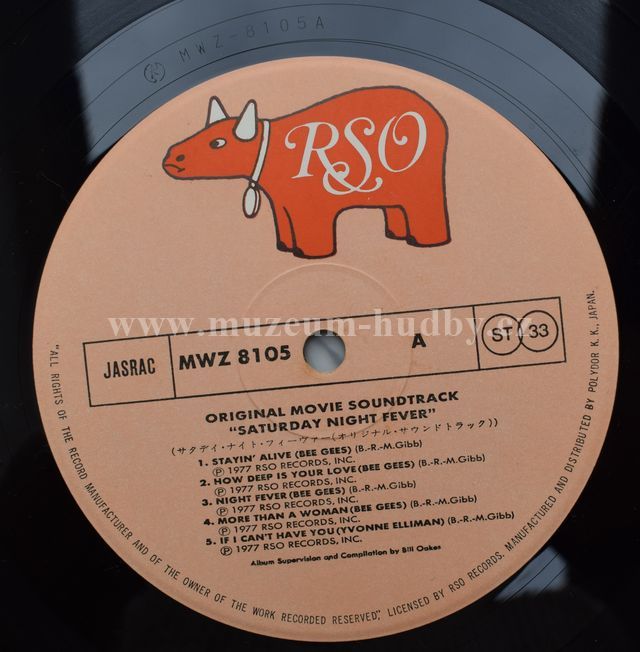 MWZ-8105A
RSO
www.muzeum-hudby.cz
JASRAC MWZ 8105 A ST 33
ORIGINAL MOVIE SOUNDTRACK
"SATURDAY NIGHT FEVER"
(サタデイ・ナイト・フィーヴァー(オリジナル・サウンドトラック))
1. STAYIN' ALIVE (BEE GEES) (B.-R.-M.Gibb)
Ⓟ 1977 RSO RECORDS, INC.
2. HOW DEEP IS YOUR LOVE (BEE GEES) (B.-R.-M.Gibb)
Ⓟ 1977 RSO RECORDS, INC.
3. NIGHT FEVER (BEE GEES) (B.-R.-M.Gibb)
Ⓟ 1977 RSO RECORDS, INC.
4. MORE THAN A WOMAN (BEE GEES) (B.-R.-M.Gibb)
Ⓟ 1977 RSO RECORDS, INC.
5. IF I CAN'T HAVE YOU (YVONNE ELLIMAN) (B.-R.-M.Gibb)
Ⓟ 1977 RSO RECORDS, INC.
Album Supervision and Compilation by Bill Oakes
"ALL RIGHTS OF THE RECORD MANUFACTURER AND OF THE OWNER OF THE WORK RECORDED RESERVED", LICENSED BY RSO RECORDS, MANUFACTURED AND DISTRIBUTED BY POLYDOR K. K., JAPAN.